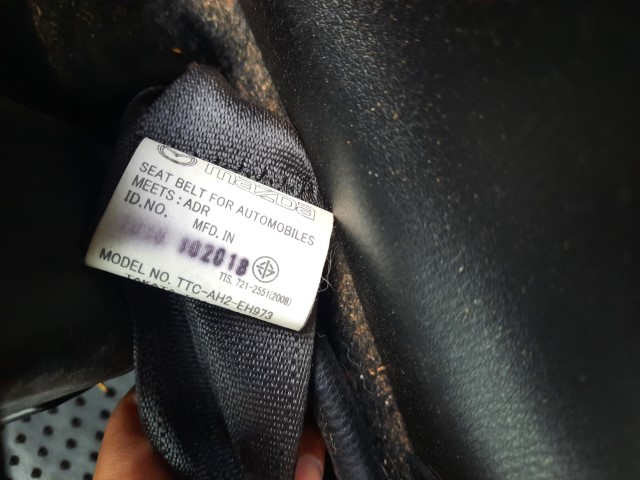 mazda
SEAT BELT FOR AUTOMOBILES
MEETS: ADR
ID.NO. MFD. IN
102018
TIS. 721-2551(2008)
MODEL NO. TTC-AH2-EH973